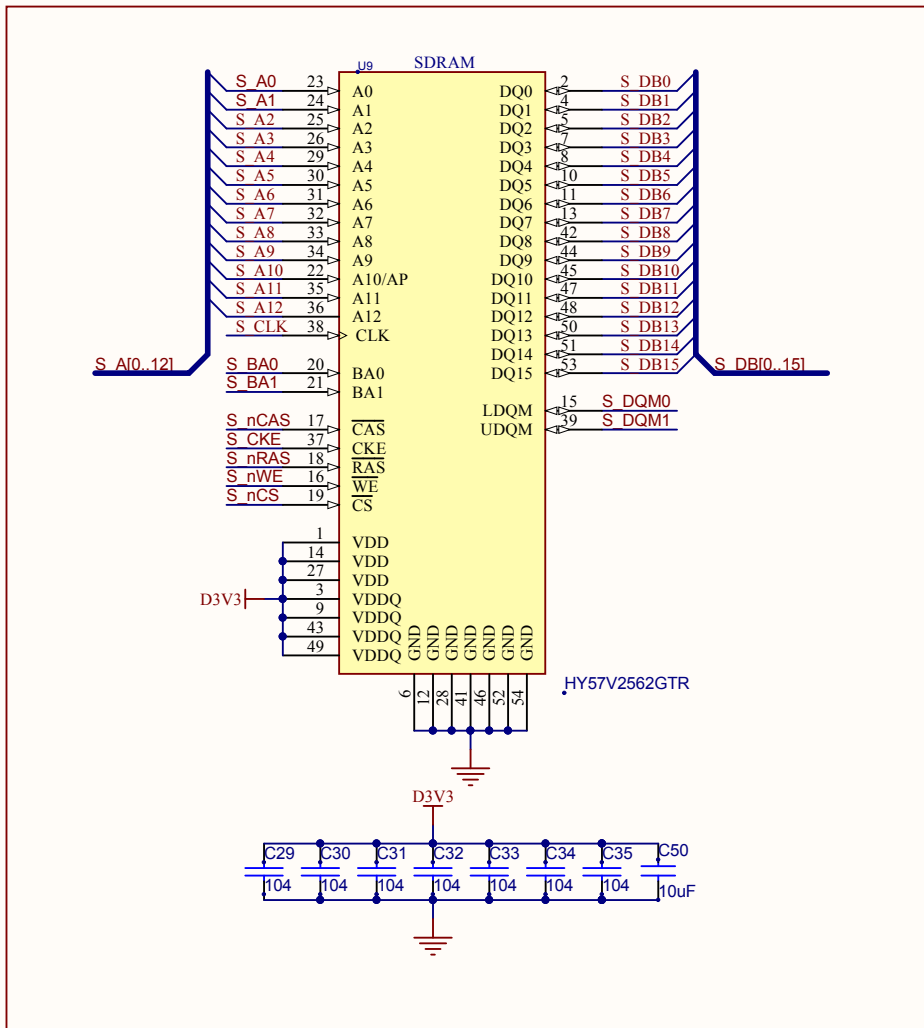 U9 SDRAM
S_A0 23 A0 DQ0 2 S_DB0
S_A1 24 A1 DQ1 4 S_DB1
S_A2 25 A2 DQ2 5 S_DB2
S_A3 26 A3 DQ3 7 S_DB3
S_A4 29 A4 DQ4 8 S_DB4
S_A5 30 A5 DQ5 10 S_DB5
S_A6 31 A6 DQ6 11 S_DB6
S_A7 32 A7 DQ7 13 S_DB7
S_A8 33 A8 DQ8 42 S_DB8
S_A9 34 A9 DQ9 44 S_DB9
S_A10 22 A10/AP DQ10 45 S_DB10
S_A11 35 A11 DQ11 47 S_DB11
S_A12 36 A12 DQ12 48 S_DB12
S_CLK 38 CLK DQ13 50 S_DB13
DQ14 51 S_DB14
S_A[0..12] S_BA0 20 BA0 DQ15 53 S_DB15 S_DB[0..15]
S_BA1 21 BA1
LDQM 15 S_DQM0
S_nCAS 17 CAS UDQM 39 S_DQM1
S_CKE 37 CKE
S_nRAS 18 RAS
S_nWE 16 WE
S_nCS 19 CS
1 VDD
14 VDD
27 VDD
D3V3 3 VDDQ
9 VDDQ
43 VDDQ
49 VDDQ
GND GND GND GND GND GND GND
6 12 28 41 46 52 54
HY57V2562GTR
D3V3
C29 C30 C31 C32 C33 C34 C35 C50
104 104 104 104 104 104 104 10uF